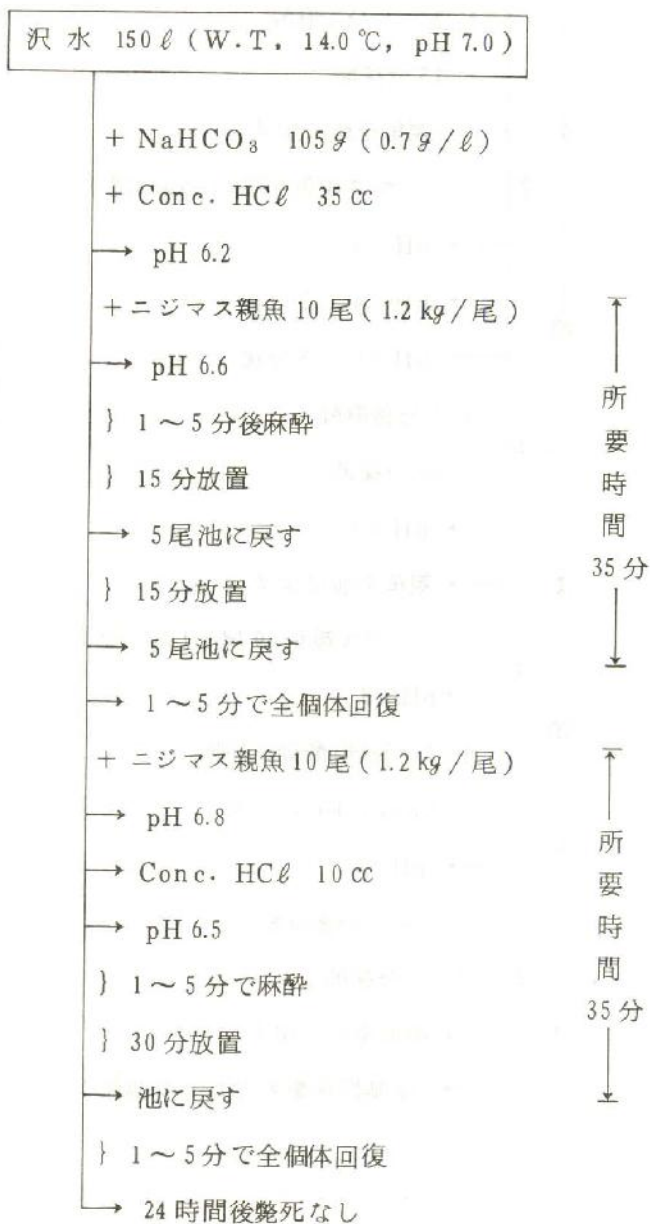 沢水 150ℓ (W.T. 14.0℃, pH 7.0)
+ NaHCO₃ 105g (0.7g/ℓ)
+ Conc. HCℓ 35cc
→ pH 6.2
+ニジマス親魚10尾(1.2kg/尾)
→ pH 6.6
} 1～5分後麻酔
} 15分放置
→ 5尾池に戻す
} 15分放置
→ 5尾池に戻す
→ 1～5分で全個体回復
所要時間
35分
+ ニジマス親魚10尾(1.2kg/尾)
→ pH 6.8
→ Conc. HCℓ 10cc
→ pH 6.5
} 1～5分で麻酔
} 30分放置
→ 池に戻す
所要時間
35分
} 1～5分で全個体回復
→ 24時間後斃死なし